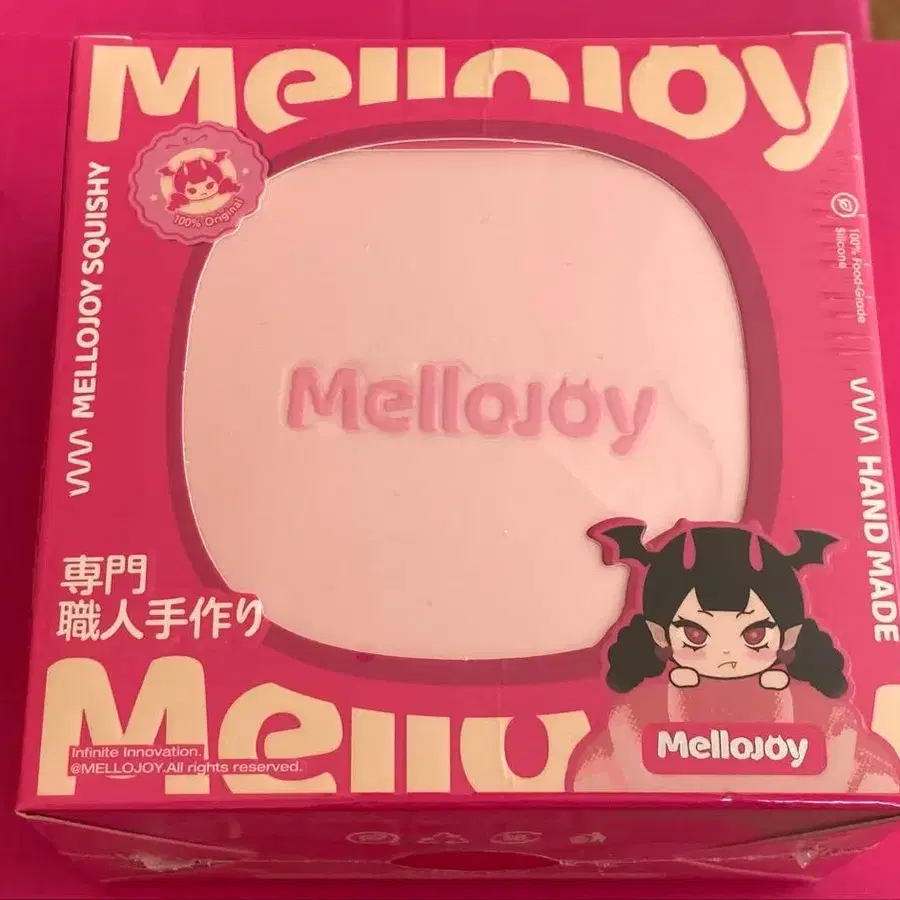 MelloJoy
100% Original
MELLOJOY SQUISHY
100% Food-Grade
Silicone
MelloJoy
HAND MADE
専門
職人手作り
Infinite Innovation.
@MELLOJOY.All rights reserved.
MelloJoy